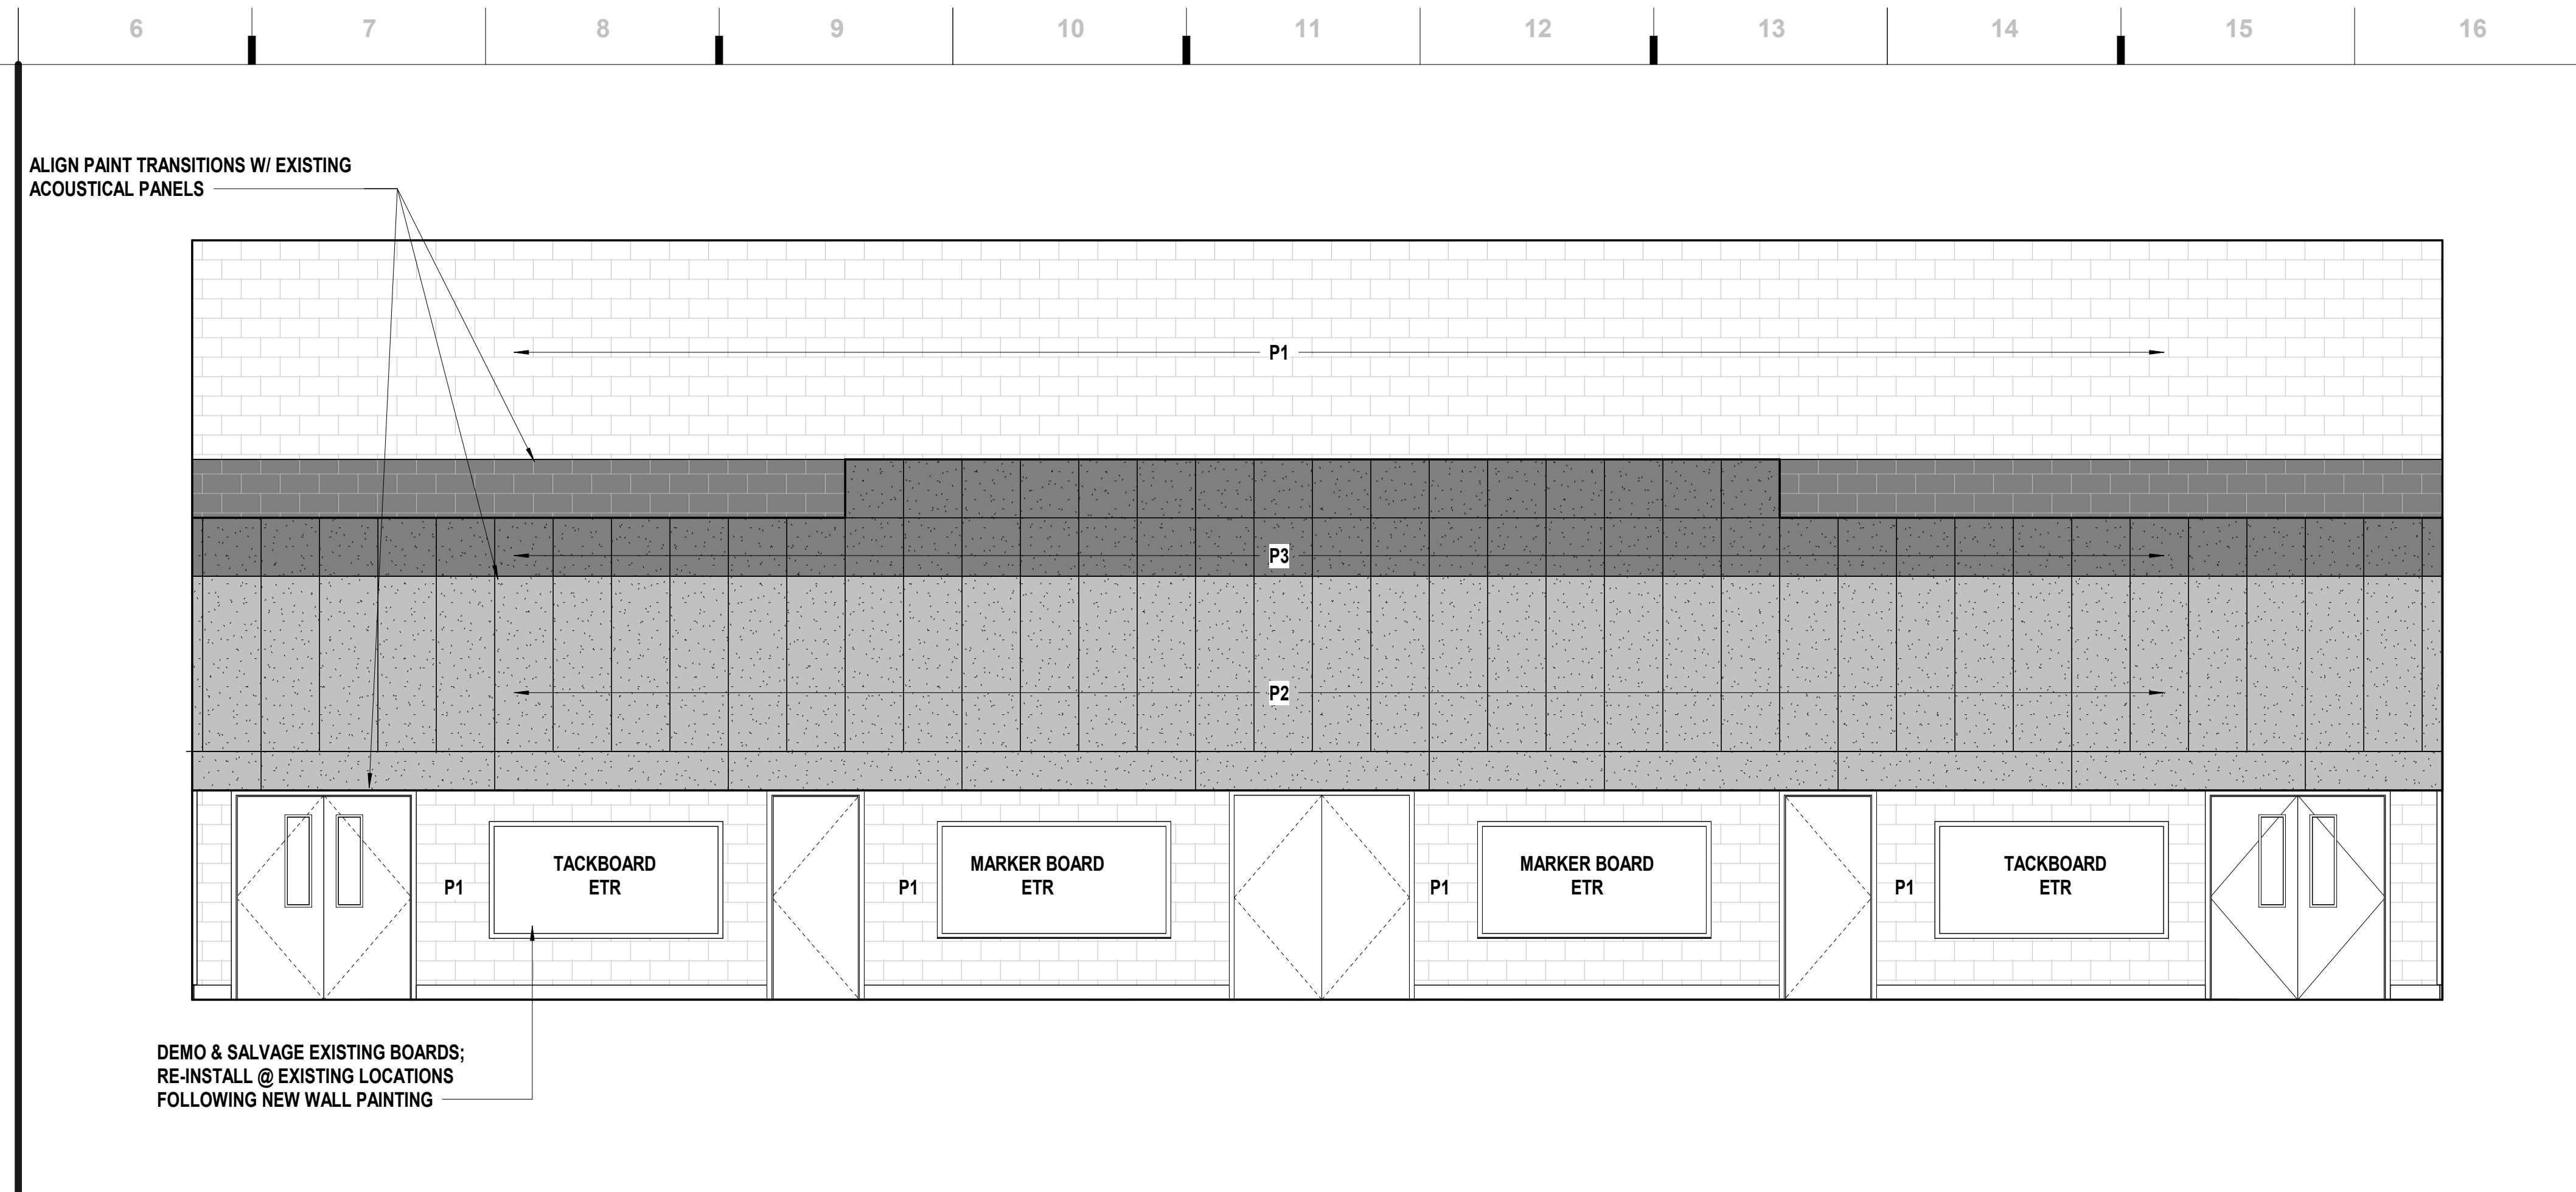 6 7 8 9 10 11 12 13 14 15 16
ALIGN PAINT TRANSITIONS W/ EXISTING
ACOUSTICAL PANELS
P1
P3
P2
P1
TACKBOARD
ETR
P1
MARKER BOARD
ETR
P1
MARKER BOARD
ETR
P1
TACKBOARD
ETR
DEMO & SALVAGE EXISTING BOARDS;
RE-INSTALL @ EXISTING LOCATIONS
FOLLOWING NEW WALL PAINTING